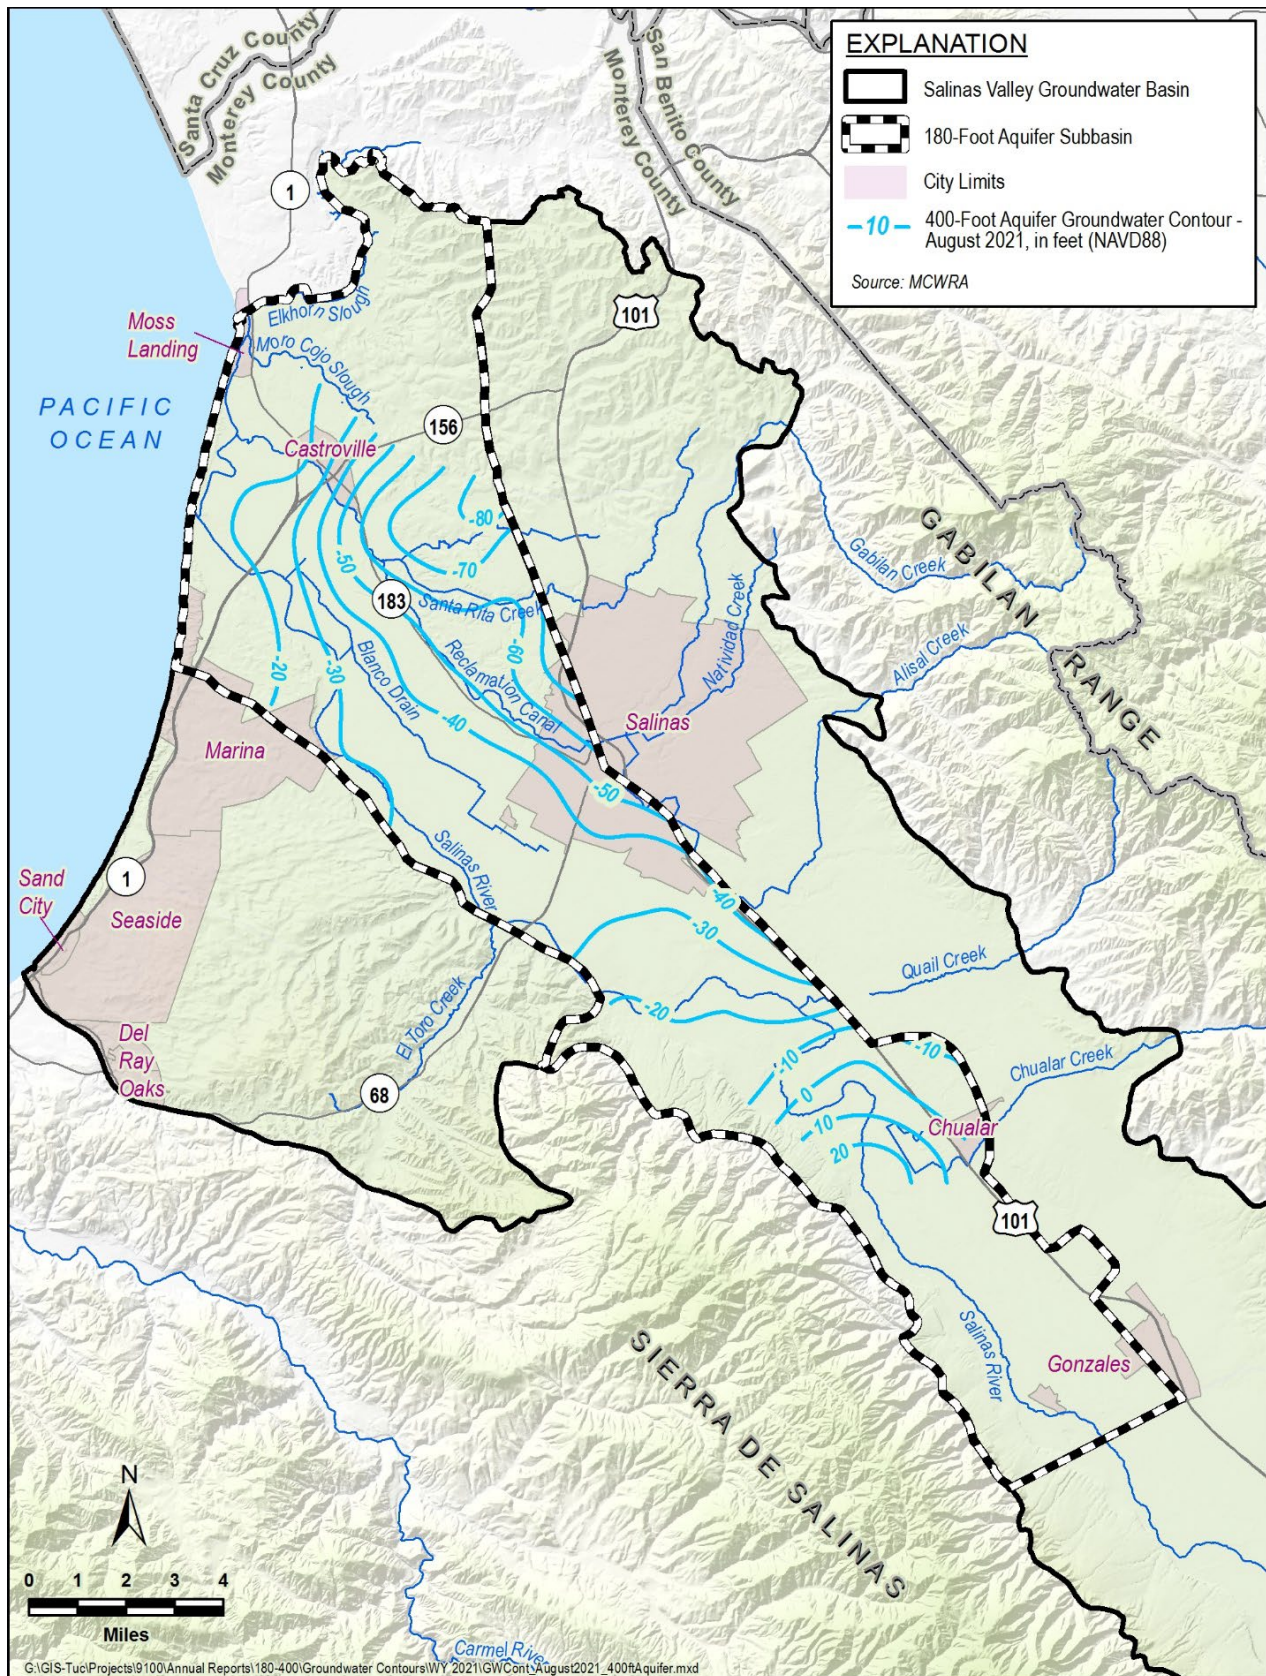 EXPLANATION
Salinas Valley Groundwater Basin
180-Foot Aquifer Subbasin
City Limits
-10- 400-Foot Aquifer Groundwater Contour -
August 2021, in feet (NAVD88)
Source: MCWRA
Santa Cruz County
Monterey County
San Benito County
Monterey County
1
101
Elkhorn Slough
Moss
Landing
Moro Cojo Slough
PACIFIC
OCEAN
156
Castroville
-80
-70
-50
183
Santa Rita Creek
Gabilan Creek
GABILAN
RANGE
Natividad Creek
Alisal Creek
-20
-30
Blanco Drain
Reclamation Canal
-60
-40
Salinas
Marina
-50
Salinas River
1
Sand
City
Seaside
-40
-30
Quail Creek
El Toro Creek
-20
-10
-10
Chualar Creek
Del
Ray
Oaks
68
0
10
20
Chualar
101
Salinas River
Gonzales
SIERRA DE SALINAS
N
0 1 2 3 4
Miles
Carmel River
G:\GIS-Tuc\Projects\9100\Annual Reports\180-400\Groundwater Contours\WY 2021\GWCont_August2021_400ftAquifer.mxd